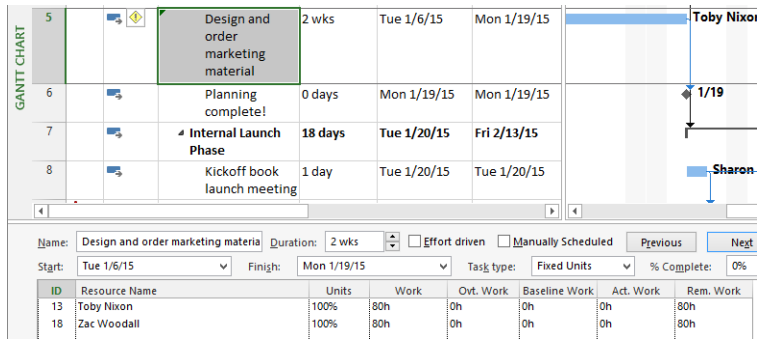 GANTT CHART
5 Design and 2 wks Tue 1/6/15 Mon 1/19/15 Toby Nixon
order
marketing
material
6 Planning 0 days Mon 1/19/15 Mon 1/19/15 1/19
complete!
7 Internal Launch 18 days Tue 1/20/15 Fri 2/13/15
Phase
8 Kickoff book 1 day Tue 1/20/15 Tue 1/20/15 Sharon
launch meeting
Name: Design and order marketing materia Duration: 2 wks Effort driven Manually Scheduled Previous Next
Start: Tue 1/6/15 Finish: Mon 1/19/15 Task type: Fixed Units % Complete: 0%
ID Resource Name Units Work Ovt. Work Baseline Work Act. Work Rem. Work
13 Toby Nixon 100% 80h 0h 0h 0h 80h
18 Zac Woodall 100% 80h 0h 0h 0h 80h